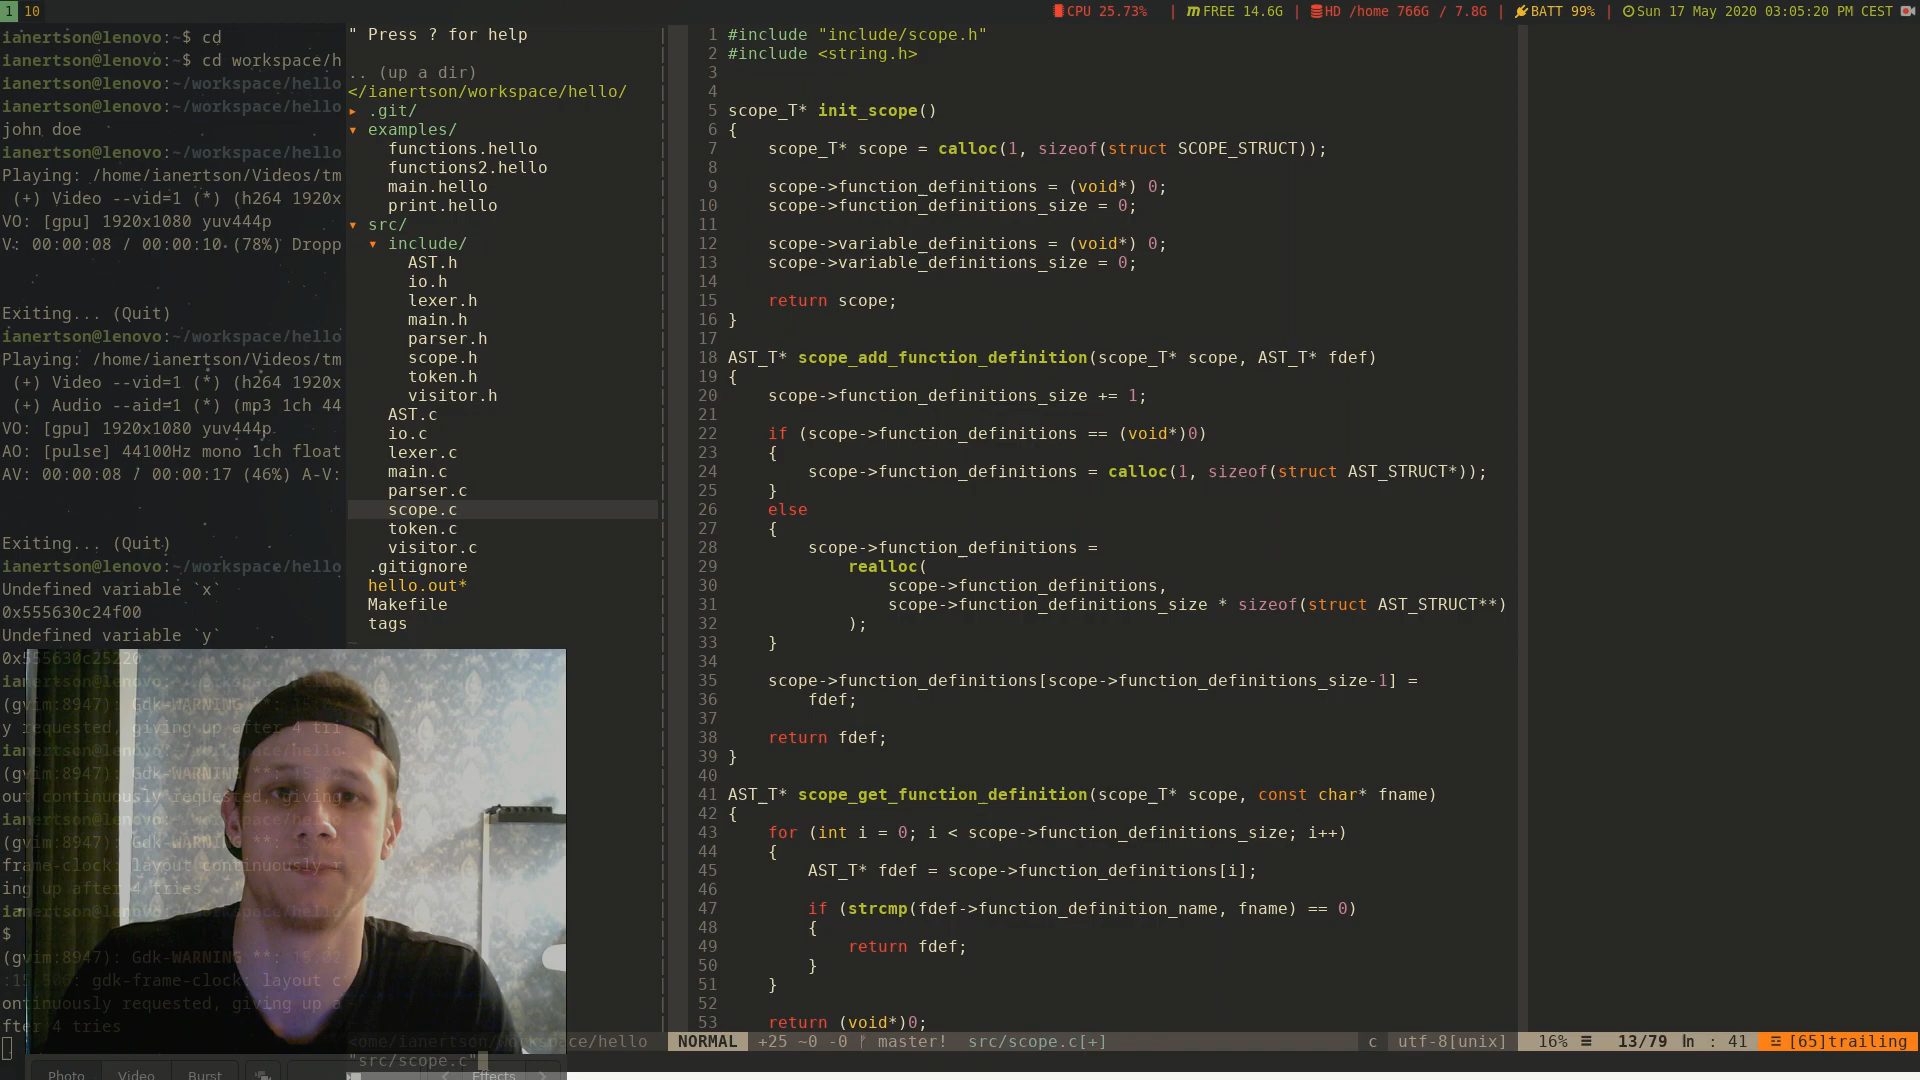 1 10 CPU 25.73% | m FREE 14.6G | HD /home 766G / 7.8G | BATT 99% | Sun 17 May 2020 03:05:20 PM CEST
ianertson@lenovo:~$ cd
ianertson@lenovo:~$ cd workspace/h
ianertson@lenovo:~/workspace/hello
ianertson@lenovo:~/workspace/hello
john doe
ianertson@lenovo:~/workspace/hello
Playing: /home/ianertson/Videos/tm
(+) Video --vid=1 (*) (h264 1920x
VO: [gpu] 1920x1080 yuv444p
V: 00:00:08 / 00:00:10 (78%) Dropp
Exiting... (Quit)
ianertson@lenovo:~/workspace/hello
Playing: /home/ianertson/Videos/tm
(+) Video --vid=1 (*) (h264 1920x
(+) Audio --aid=1 (*) (mp3 1ch 44
VO: [gpu] 1920x1080 yuv444p
AO: [pulse] 44100Hz mono 1ch float
AV: 00:00:08 / 00:00:17 (46%) A-V:
Exiting... (Quit)
ianertson@lenovo:~/workspace/hello
Undefined variable `x`
0x555630c24f00
Undefined variable `y`
0x555630c25220
ianertson@lenovo:~/workspace/hello
(gvim:8947): Gdk-WARNING **:
y requested, giving up after 4 tri
ianertson@lenovo:~/workspace/hello
(gvim:8947): Gdk-WARNING **: 15:02
out continuously requested, giving
ianertson@lenovo:~/workspace/hello
(gvim:8947): Gdk-WARNING **:
frame-clock: layout continuously r
ing up after 4 tries
ianertson@lenovo:~/workspace/hello
$
(gvim:8947): Gdk-WARNING **: 15:02
gdk-frame-clock: layout c
ontinuously requested, giving up a
fter 4 tries
Photo Video Burst Effects
" Press ? for help
.. (up a dir)
</ianertson/workspace/hello/
▸ .git/
▾ examples/
functions.hello
functions2.hello
main.hello
print.hello
▾ src/
▾ include/
AST.h
io.h
lexer.h
main.h
parser.h
scope.h
token.h
visitor.h
AST.c
io.c
lexer.c
main.c
parser.c
scope.c
token.c
visitor.c
.gitignore
hello.out*
Makefile
tags
<ome/ianertson/workspace/hello
"src/scope.c"
1 #include "include/scope.h"
2 #include <string.h>
3
4
5 scope_T* init_scope()
6 {
7 scope_T* scope = calloc(1, sizeof(struct SCOPE_STRUCT));
8
9 scope->function_definitions = (void*) 0;
10 scope->function_definitions_size = 0;
11
12 scope->variable_definitions = (void*) 0;
13 scope->variable_definitions_size = 0;
14
15 return scope;
16 }
17
18 AST_T* scope_add_function_definition(scope_T* scope, AST_T* fdef)
19 {
20 scope->function_definitions_size += 1;
21
22 if (scope->function_definitions == (void*)0)
23 {
24 scope->function_definitions = calloc(1, sizeof(struct AST_STRUCT*));
25 }
26 else
27 {
28 scope->function_definitions =
29 realloc(
30 scope->function_definitions,
31 scope->function_definitions_size * sizeof(struct AST_STRUCT**)
32 );
33 }
34
35 scope->function_definitions[scope->function_definitions_size-1] =
36 fdef;
37
38 return fdef;
39 }
40
41 AST_T* scope_get_function_definition(scope_T* scope, const char* fname)
42 {
43 for (int i = 0; i < scope->function_definitions_size; i++)
44 {
45 AST_T* fdef = scope->function_definitions[i];
46
47 if (strcmp(fdef->function_definition_name, fname) == 0)
48 {
49 return fdef;
50 }
51 }
52
53 return (void*)0;
NORMAL +25 ~0 -0 master! src/scope.c[+] c utf-8[unix] 16% ≡ 13/79 ln : 41 [65]trailing